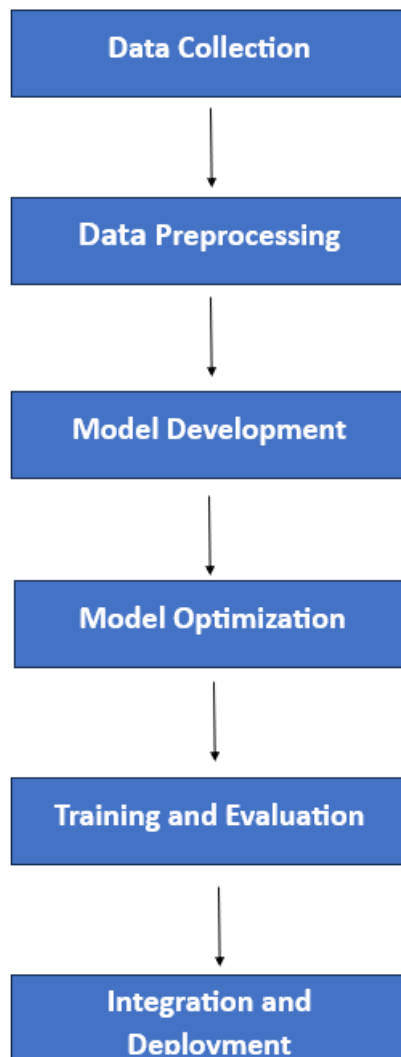 Data Collection
Data Preprocessing
Model Development
Model Optimization
Training and Evaluation
Integration and
Deployment